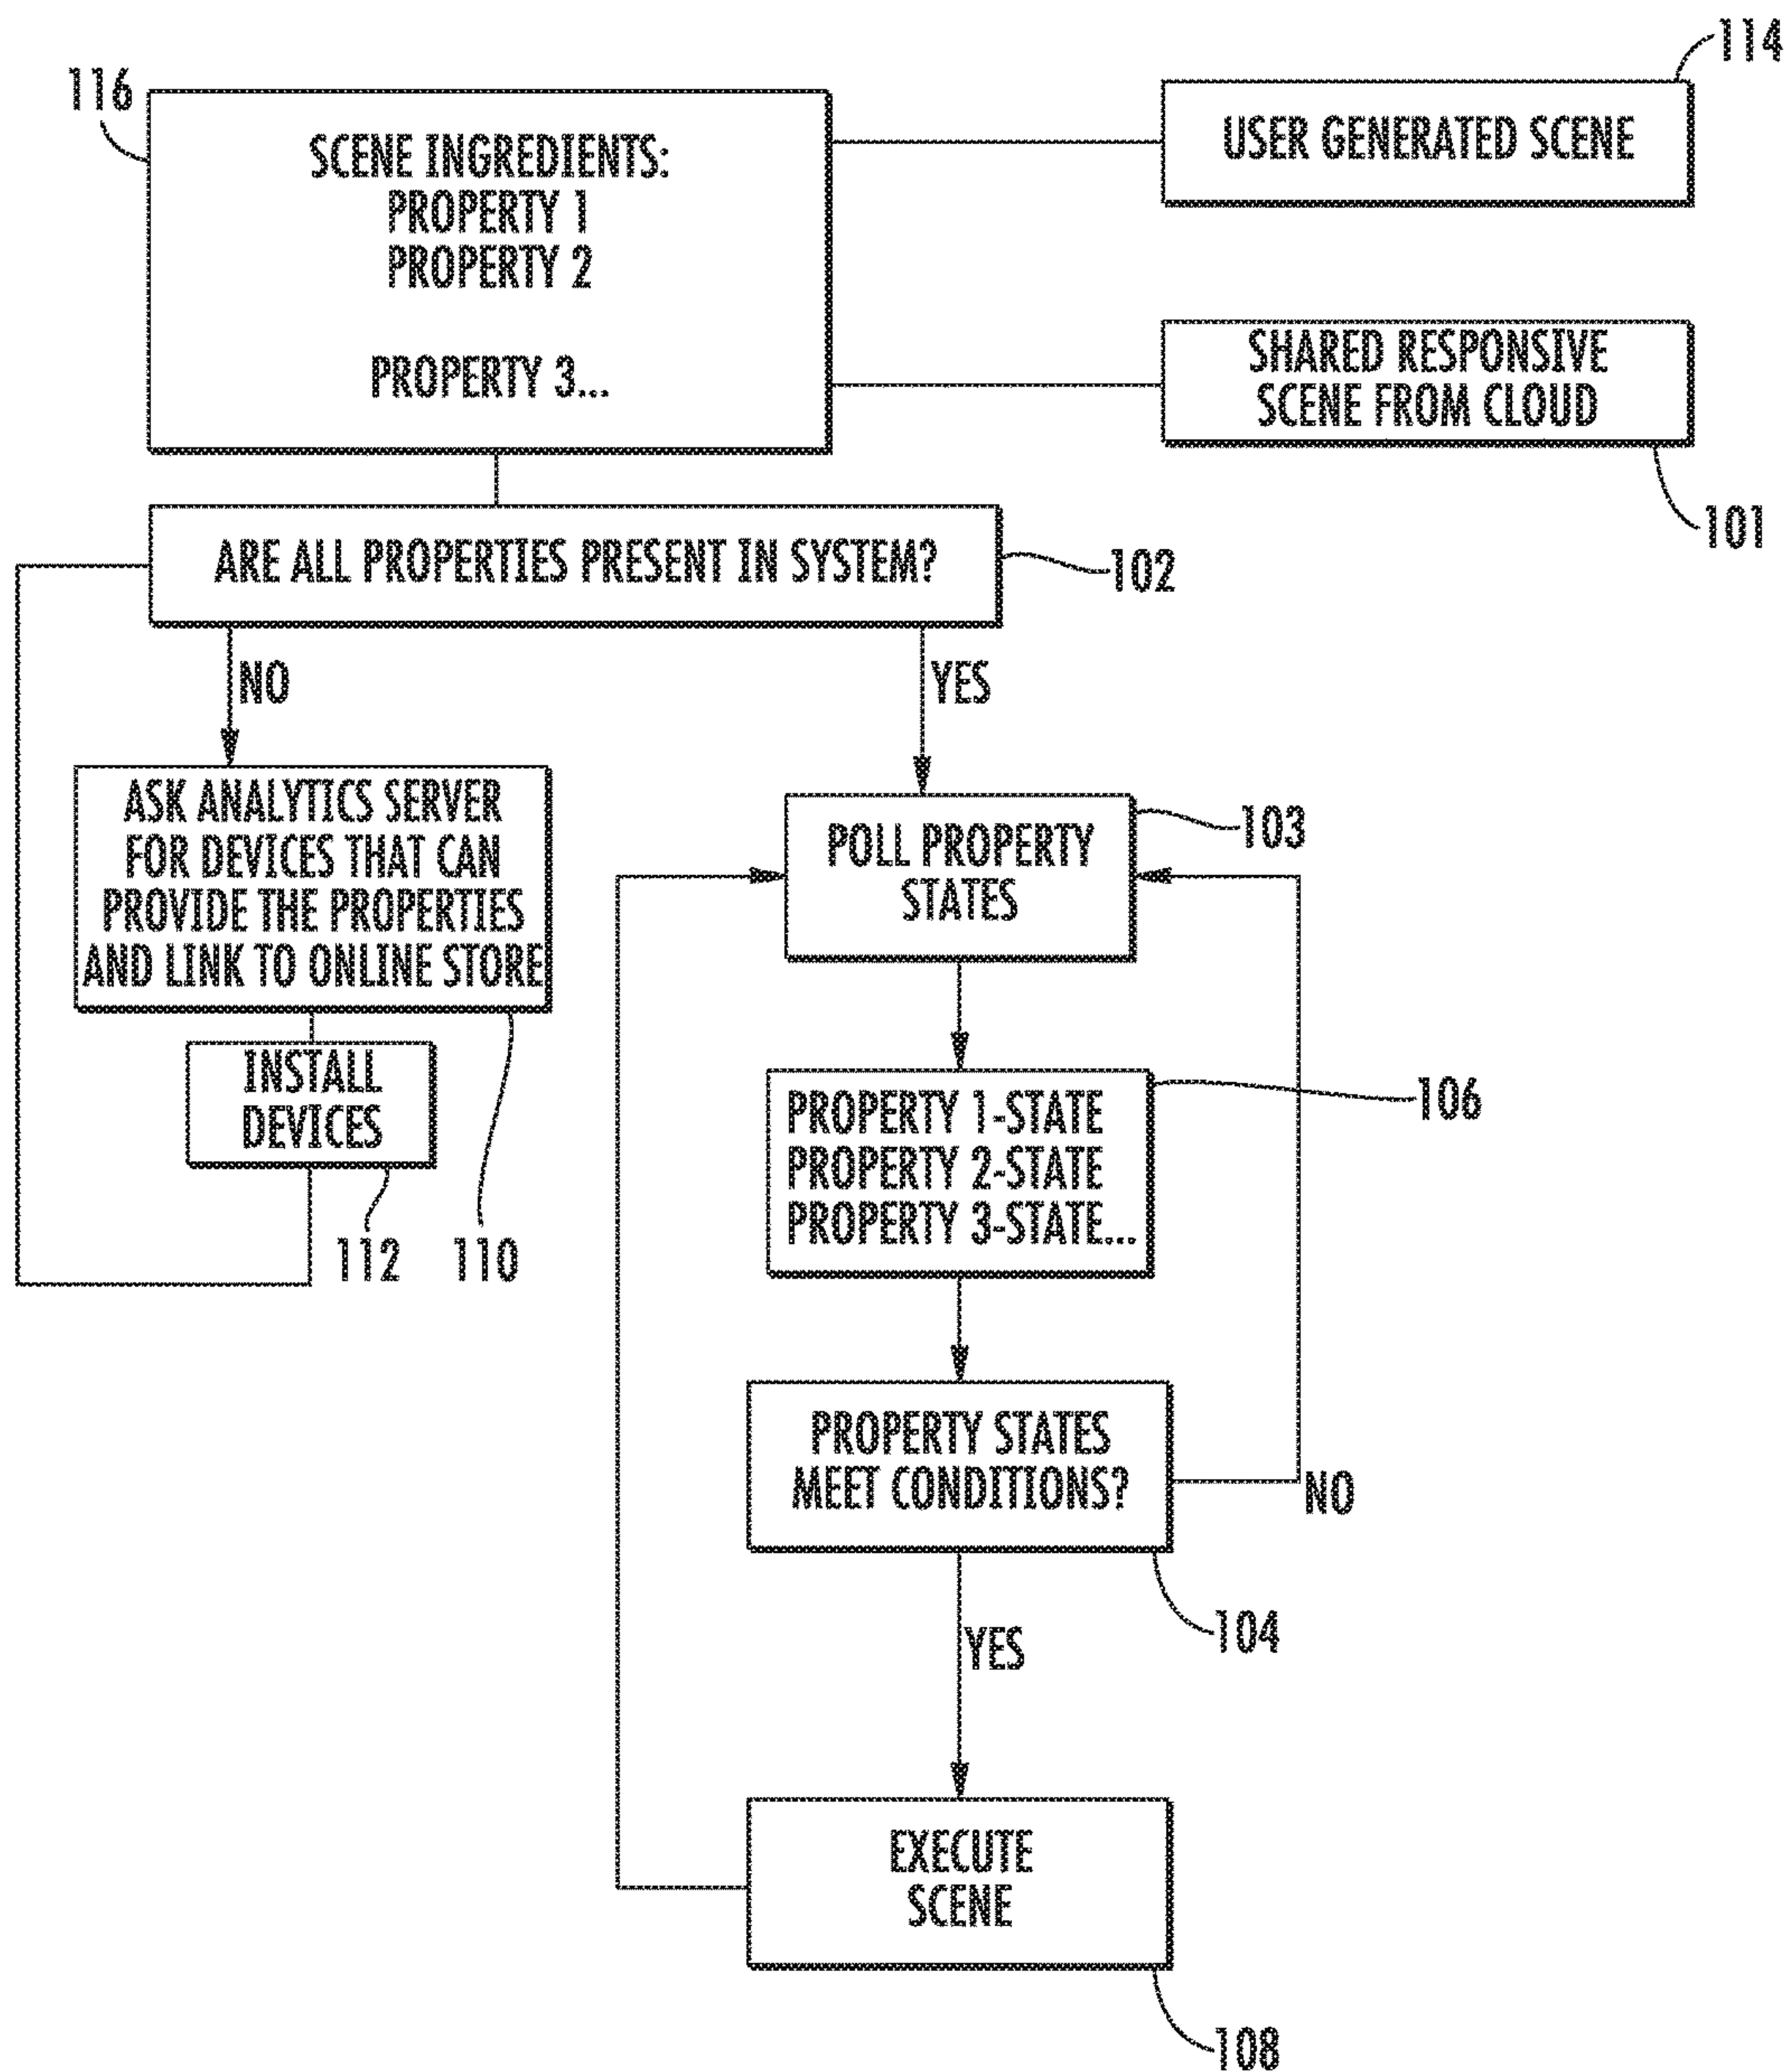 114
116
SCENE INGREDIENTS:
PROPERTY 1
PROPERTY 2
PROPERTY 3...
USER GENERATED SCENE
SHARED RESPONSIVE
SCENE FROM CLOUD
101
ARE ALL PROPERTIES PRESENT IN SYSTEM?
102
NO
YES
ASK ANALYTICS SERVER
FOR DEVICES THAT CAN
PROVIDE THE PROPERTIES
AND LINK TO ONLINE STORE
INSTALL
DEVICES
112
110
POLL PROPERTY
STATES
103
PROPERTY 1-STATE
PROPERTY 2-STATE
PROPERTY 3-STATE...
106
PROPERTY STATES
MEET CONDITIONS?
NO
104
YES
EXECUTE
SCENE
108